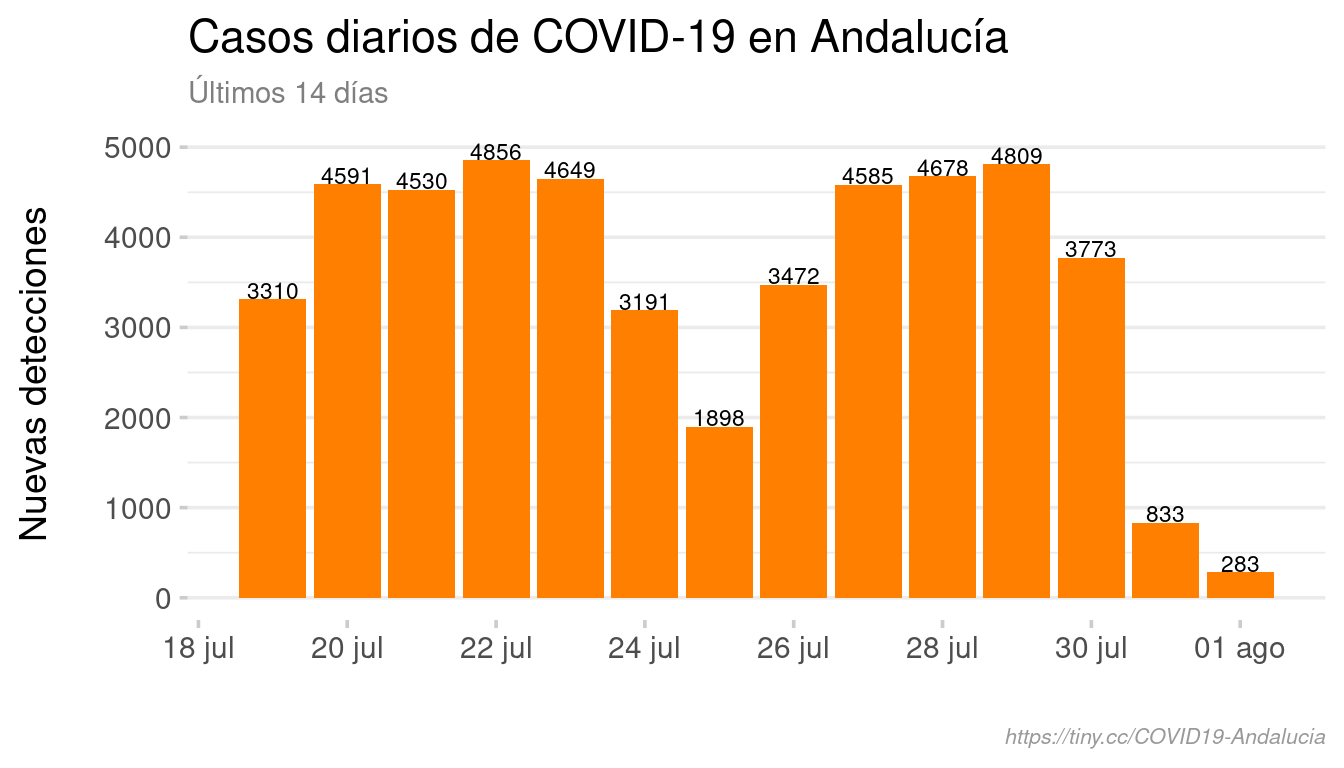 Casos diarios de COVID-19 en Andalucía
Últimos 14 días
Nuevas detecciones
5000
4000
3000
2000
1000
0
3310
4591
4530
4856
4649
3191
1898
3472
4585
4678
4809
3773
833
283
18 jul
20 jul
22 jul
24 jul
26 jul
28 jul
30 jul
01 ago
https://tiny.cc/COVID19-Andalucia